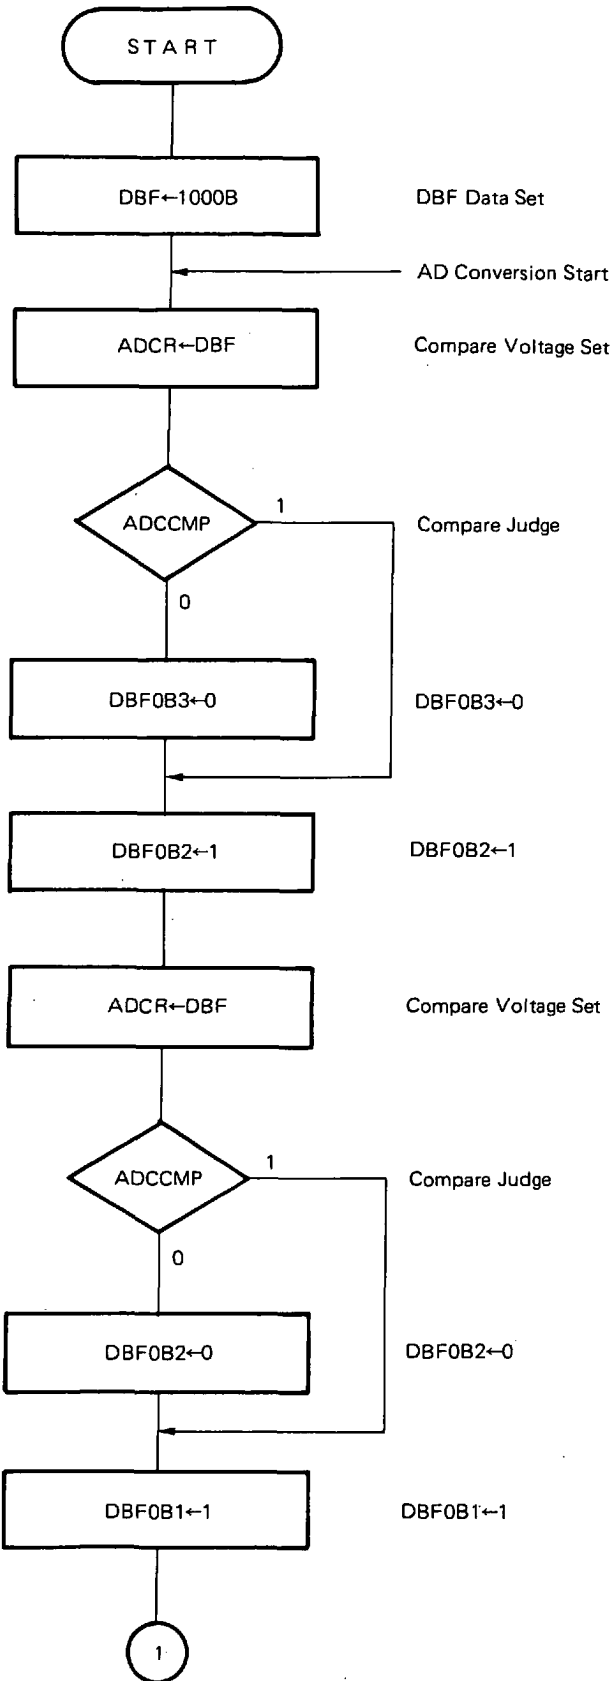 START
DBF←1000B DBF Data Set
AD Conversion Start
ADCR←DBF Compare Voltage Set
1
ADCCMP Compare Judge
0
DBF0B3←0 DBF0B3←0
DBF0B2←1 DBF0B2←1
ADCR←DBF Compare Voltage Set
1
ADCCMP Compare Judge
0
DBF0B2←0 DBF0B2←0
DBF0B1←1 DBF0B1←1
1